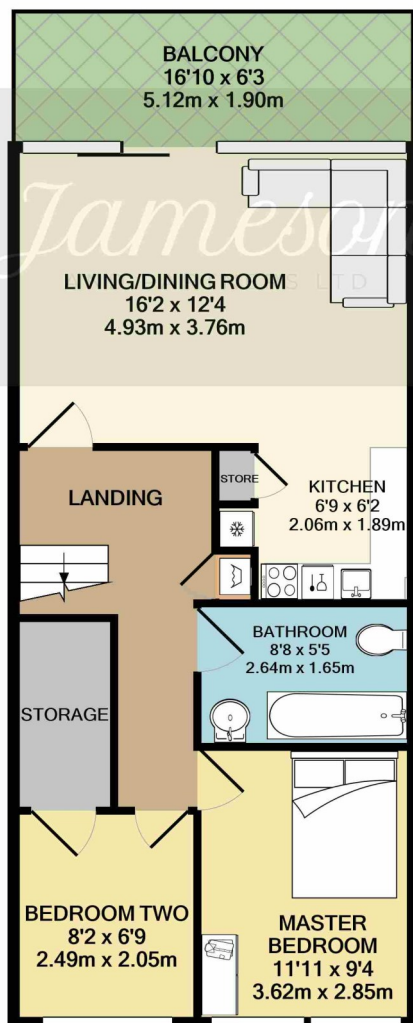 BALCONY
16'10 x 6'3
5.12m x 1.90m
Jameson
LIVING/DINING ROOM
S LTD
16'2 x 12'4
4.93m x 3.76m
LANDING
STORE
KITCHEN
6'9 x 6'2
2.06m x 1.89m
BATHROOM
8'8 x 5'5
2.64m x 1.65m
STORAGE
BEDROOM TWO
8'2 x 6'9
2.49m x 2.05m
MASTER
BEDROOM
11'11 x 9'4
3.62m x 2.85m